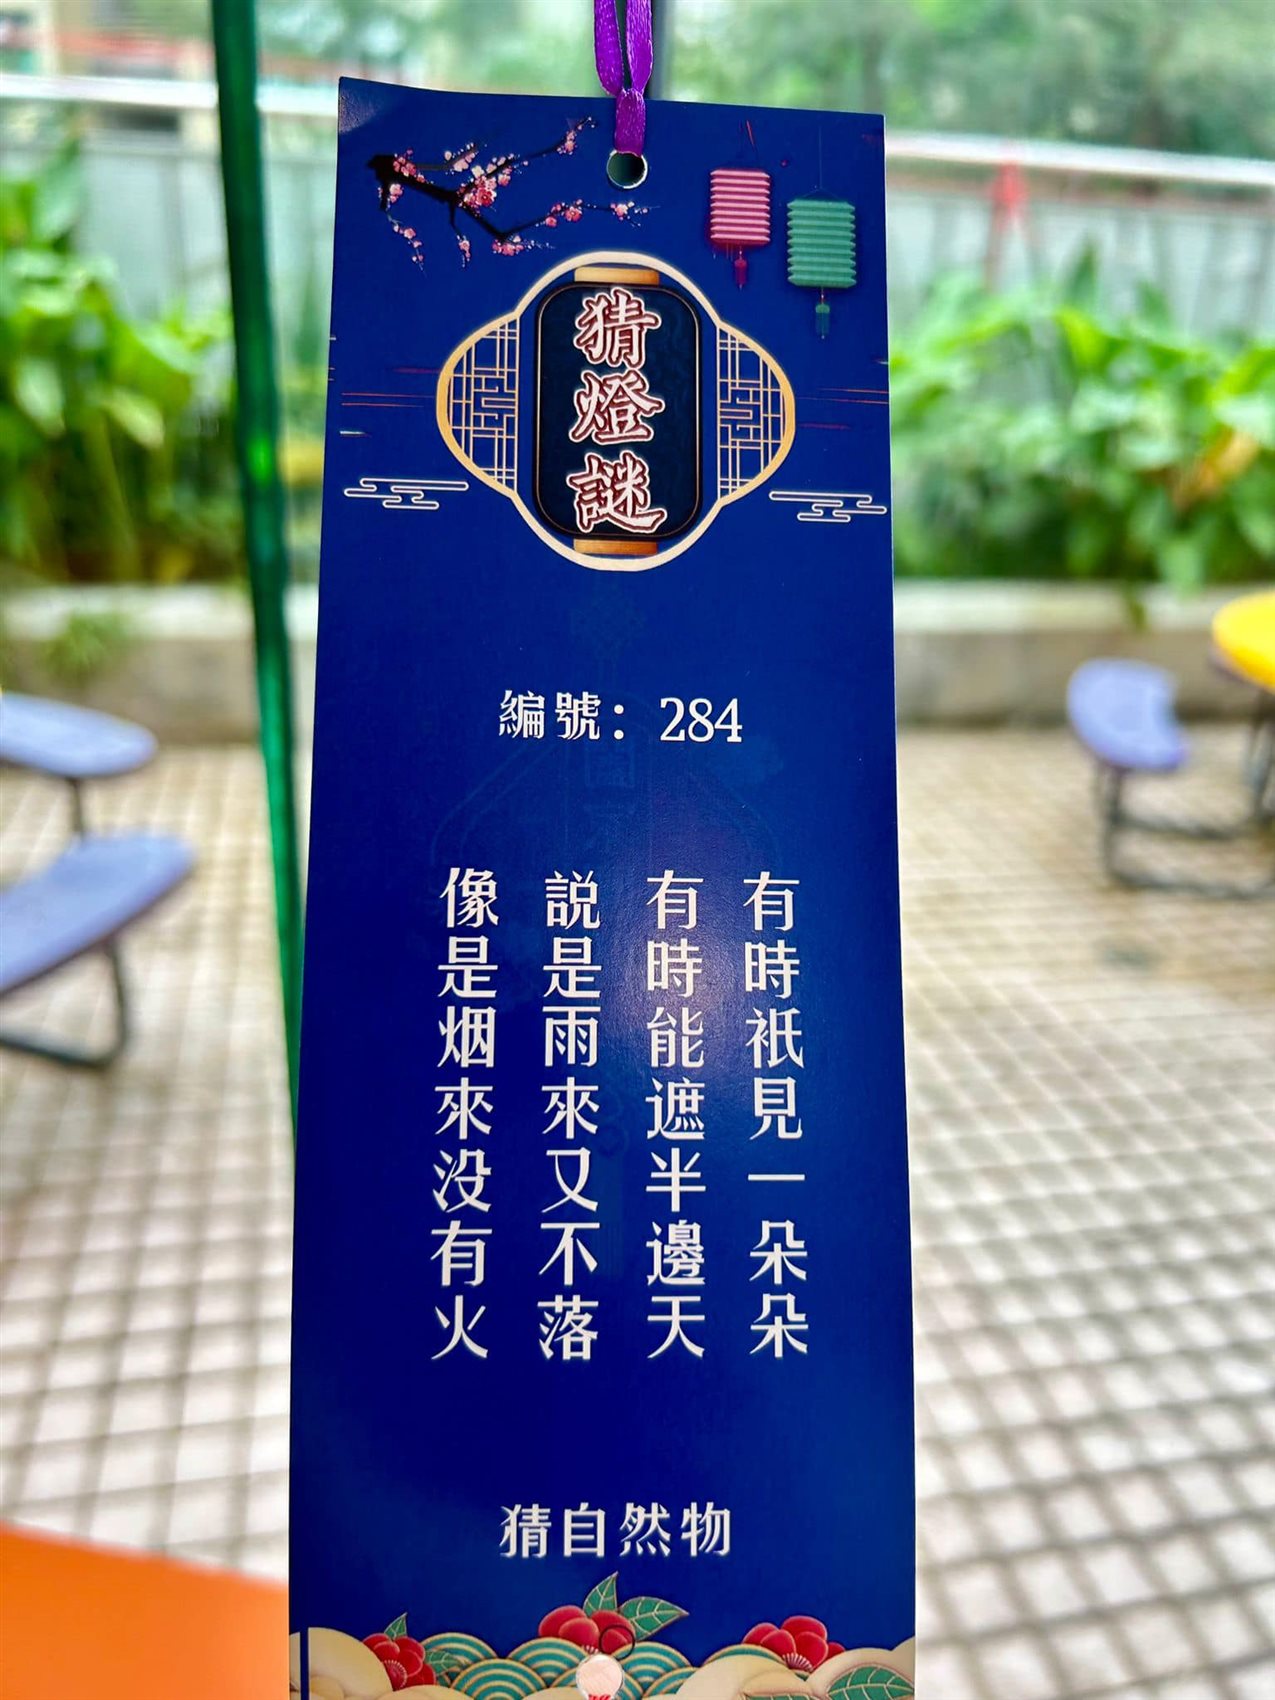 猜燈謎
編號：284
有時祇見一朵朵
有時能遮半邊天
説是雨來又不落
像是烟來没有火
猜自然物